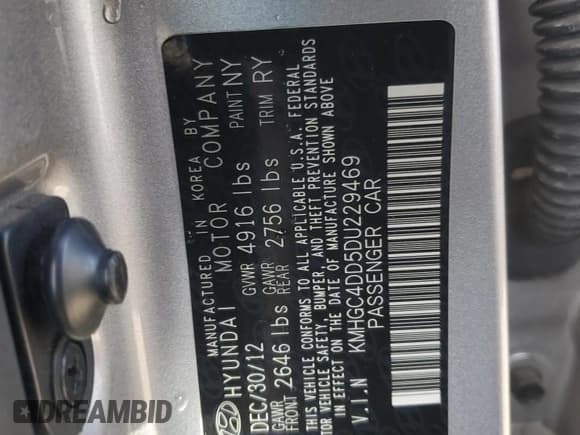 MANUFACTURED IN KOREA BY
HYUNDAI MOTOR COMPANY
DEC/30/12 GVWR 4916 lbs PAINT NY
GAWR FRONT 2646 lbs GAWR REAR 2756 lbs TRIM RY
THIS VEHICLE CONFORMS TO ALL APPLICABLE U.S.A. FEDERAL
MOTOR VEHICLE SAFETY, BUMPER, AND THEFT PREVENTION STANDARDS
IN EFFECT ON THE DATE OF MANUFACTURE SHOWN ABOVE
V.I.N KMHGC4DD5DU229469
PASSENGER CAR
DREAMBID